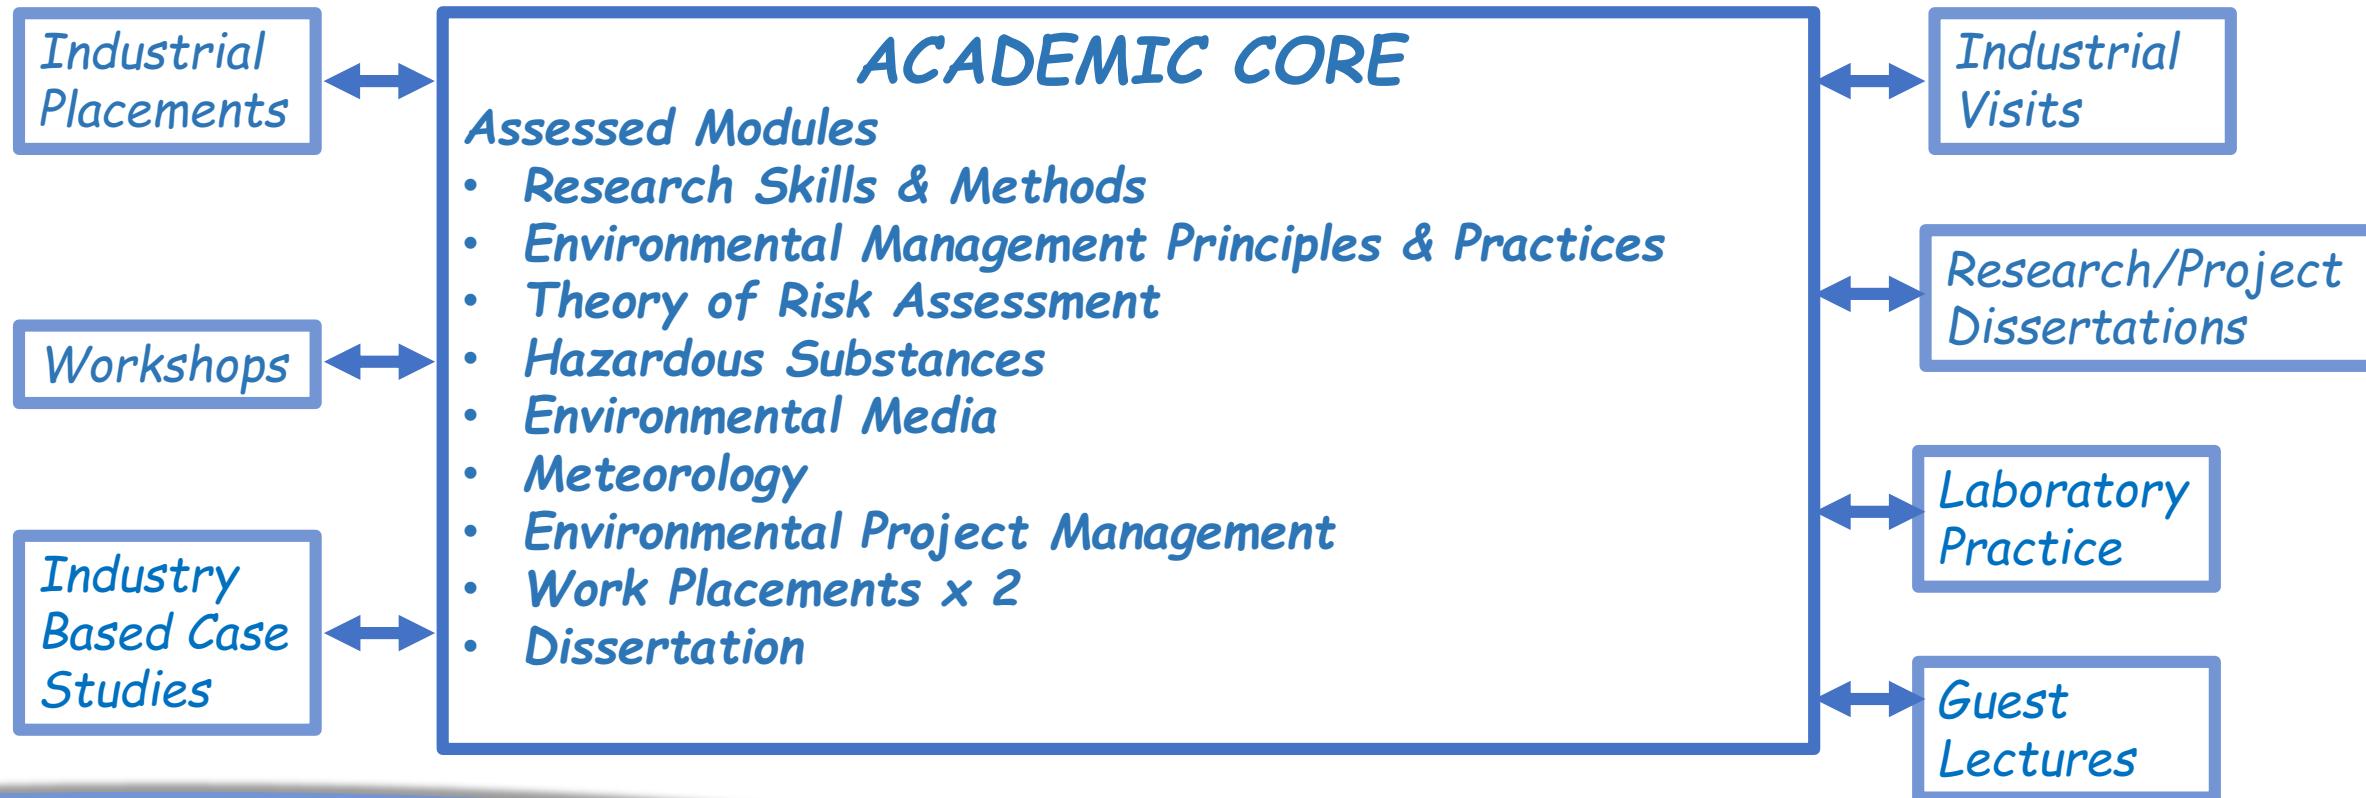 Industrial
Placements
Workshops
Industry
Based Case
Studies
ACADEMIC CORE
Assessed Modules
• Research Skills & Methods
• Environmental Management Principles & Practices
• Theory of Risk Assessment
• Hazardous Substances
• Environmental Media
• Meteorology
• Environmental Project Management
• Work Placements x 2
• Dissertation
Industrial
Visits
Research/Project
Dissertations
Laboratory
Practice
Guest
Lectures